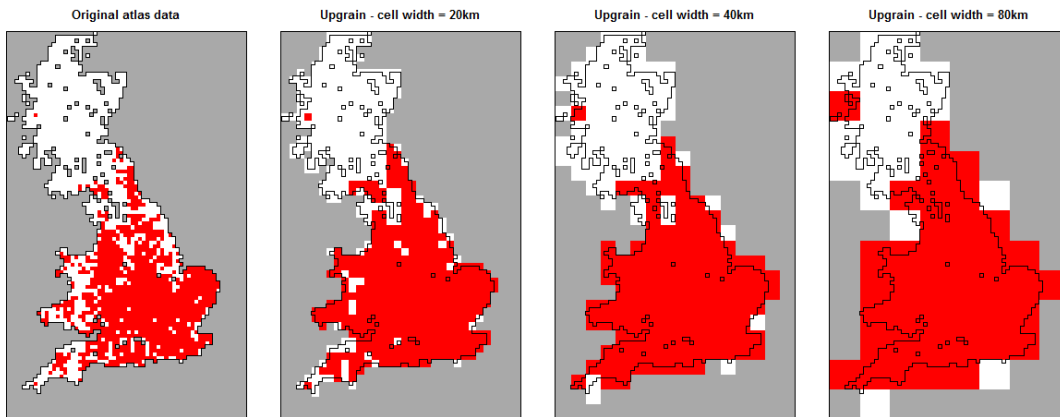 Original atlas data
Upgrain - cell width = 20km
Upgrain - cell width = 40km
Upgrain - cell width = 80km